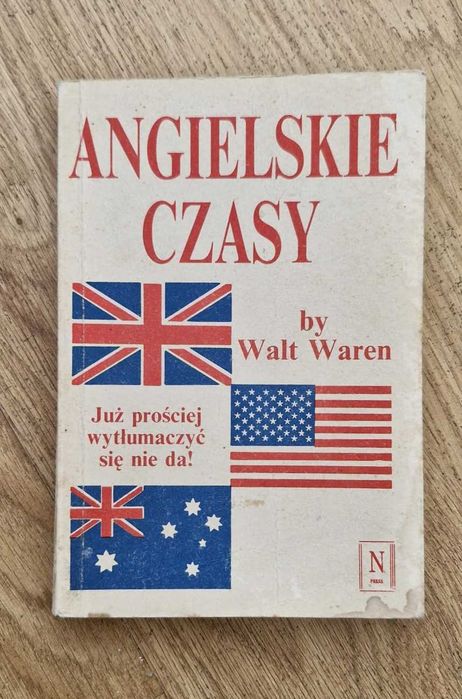 ANGIELSKIE
CZASY
by
Walt Waren
Już prościej
wytłumaczyć
się nie da!
N
PRESS